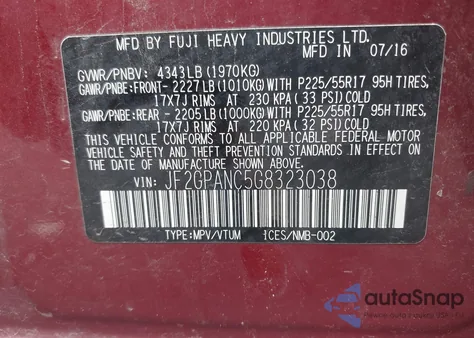 MFD BY FUJI HEAVY INDUSTRIES LTD.
MADE IN JAPAN 07/16
GVWR/PNBV: 4343LB(1970KG)
GAWR/PNBE:FRONT- 2227LB(1010KG)WITH P225/55R17 95H TIRES,
17X7J RIMS AT 230 KPA(33 PSI)COLD
GAWR/PNBE:REAR - 2205LB(1000KG)WITH P225/55R17 95H TIRES,
17X7J RIMS AT 220 KPA(32 PSI)COLD
THIS VEHICLE CONFORMS TO ALL APPLICABLE FEDERAL MOTOR
VEHICLE SAFETY AND THEFT PREVENTION STANDARDS IN EFFECT ON
THE DATE OF MANUFACTURE SHOWN ABOVE.
VIN: JF2GPANC5G8323038
TYPE:MPV/VTUM ICES/NMB-002
autoSnap